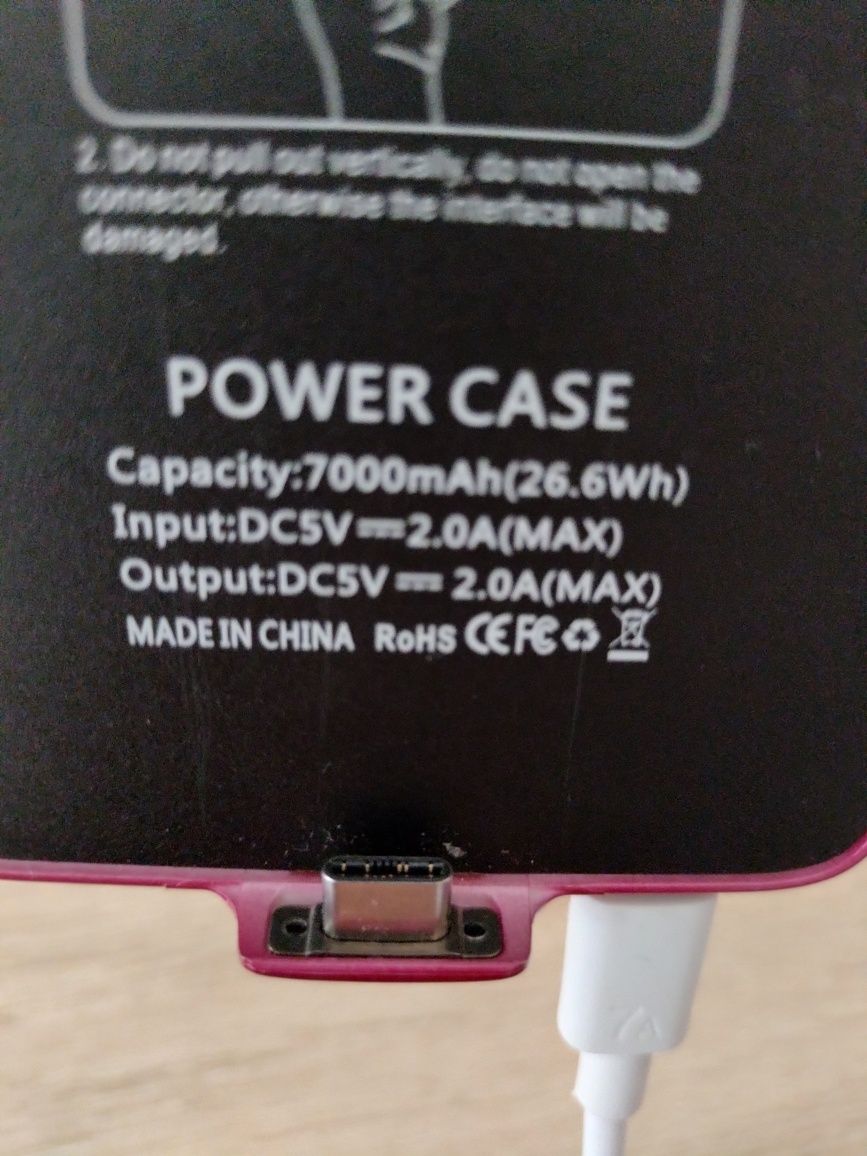 2. Do not pull out vertically, do not open the
connector, otherwise the interface will be
damaged.
POWER CASE
Capacity:7000mAh(26.6Wh)
Input:DC5V⎓2.0A(MAX)
Output:DC5V⎓2.0A(MAX)
MADE IN CHINA RoHS CE FC